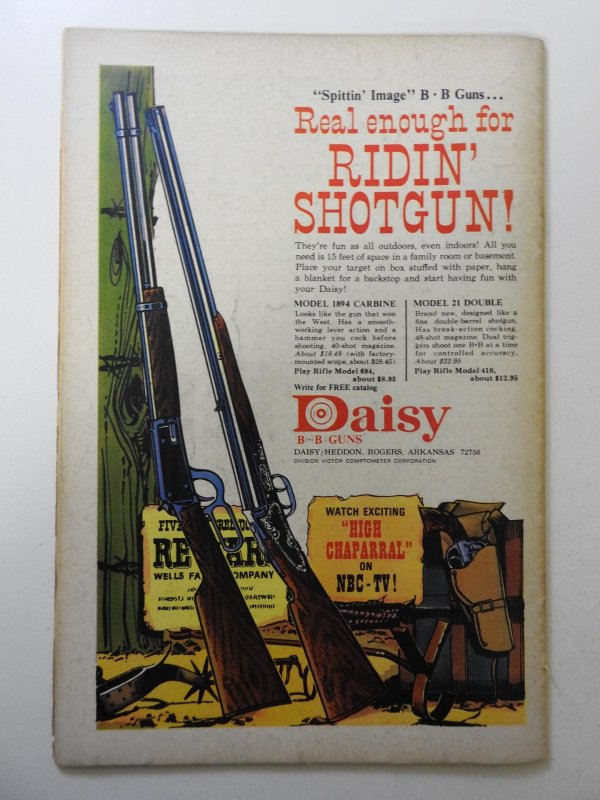 "Spittin' Image" B·B Guns...
Real enough for
RIDIN'
SHOTGUN!
They're fun as all outdoors, even indoors! All you
need is 15 feet of space in a family room or basement.
Place your target on box stuffed with paper, hang
a blanket for a backstop and start having fun with
your Daisy!
MODEL 1894 CARBINE
Looks like the gun that won
the West. Has a smooth-
working lever action and a
hammer you cock before
shooting. 40-shot magazine.
About $18.49 (with factory-
mounted scope, about $28.45)
Play Rifle Model 694,
about $8.95
Write for FREE catalog
MODEL 21 DOUBLE
Brand new, designed like a
fine double-barrel shotgun.
Has break-action cocking,
48-shot magazine. Dual trig-
gers shoot one B·B at a time
for controlled accuracy.
About $22.95
Play Rifle Model 410,
about $12.95
Daisy
B·B GUNS
DAISY/HEDDON, ROGERS, ARKANSAS 72756
DIVISION VICTOR COMPTOMETER CORPORATION
WELLS FA COMPANY
WATCH EXCITING
"HIGH
CHAPARRAL"
ON
NBC-TV!